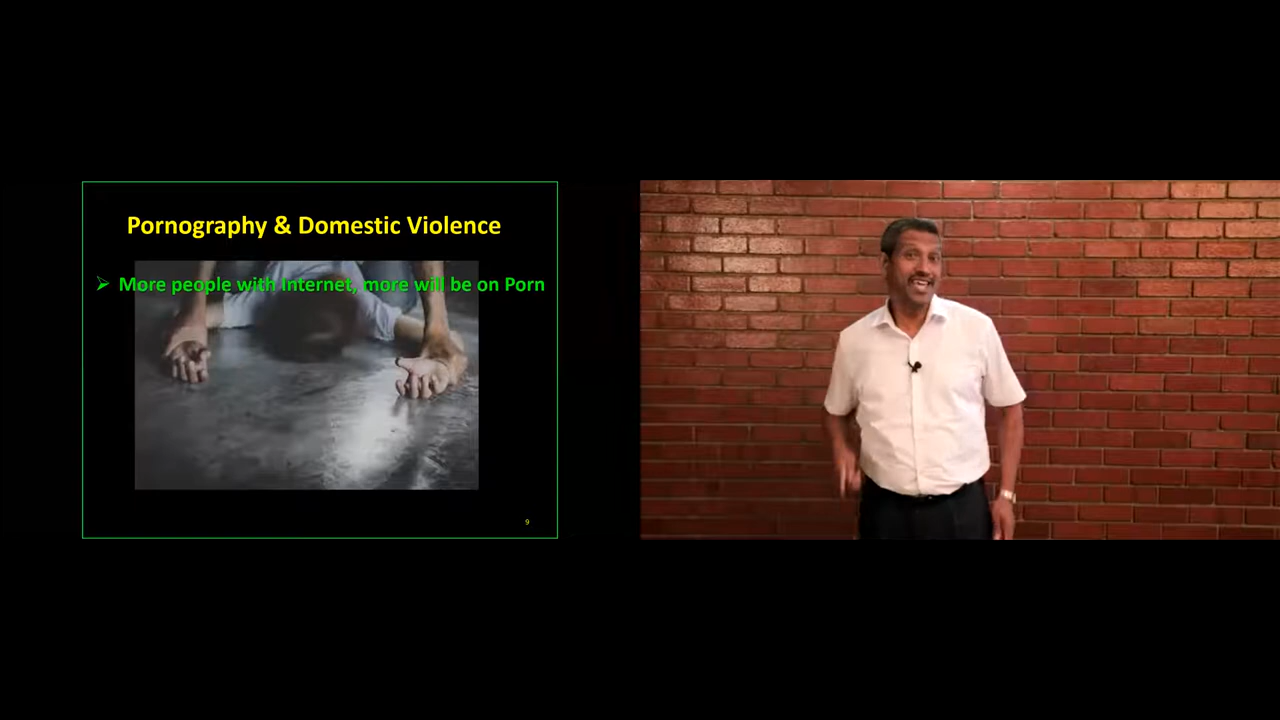 Pornography & Domestic Violence
➢ More people with Internet, more will be on Porn
9